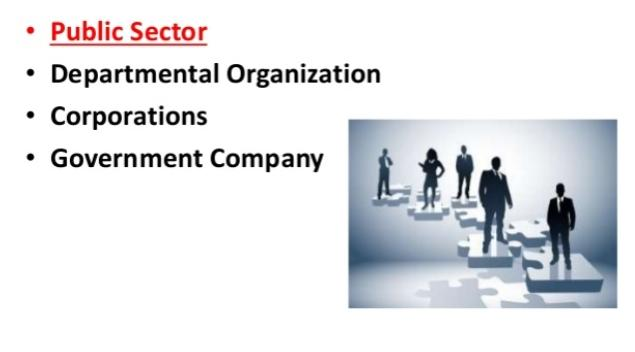 • Public Sector
• Departmental Organization
• Corporations
• Government Company